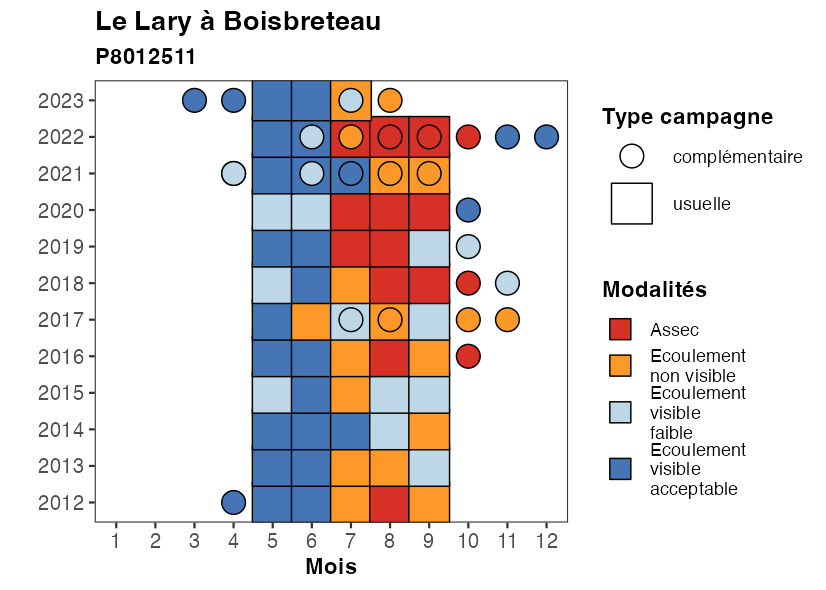 Le Lary à Boisbreteau
P8012511
2023
2022
2021
2020
2019
2018
2017
2016
2015
2014
2013
2012
1 2 3 4 5 6 7 8 9 10 11 12
Mois
Type campagne
complémentaire
usuelle
Modalités
Assec
Ecoulement
non visible
Ecoulement
visible
faible
Ecoulement
visible
acceptable